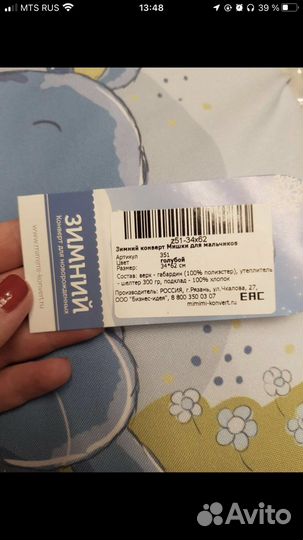 MTS RUS
13:48
39 %
www.mimimi-konvert.ru
ЗИМНИЙ
Конверт для новорожденных
z51-34x62
Зимний конверт Мишки для мальчиков
Артикул 351
Цвет голубой
Размер: 34*62 см
Состав: верх - габардин (100% полиэстер), утеплитель
- шелтер 300 гр, подклад - 100% хлопок
Производитель: РОССИЯ, г.Рязань, ул.Чкалова, 27,
ООО "Бизнес-идея", 8 800 350 03 07
mimimi-konvert.ru
EAC
Avito